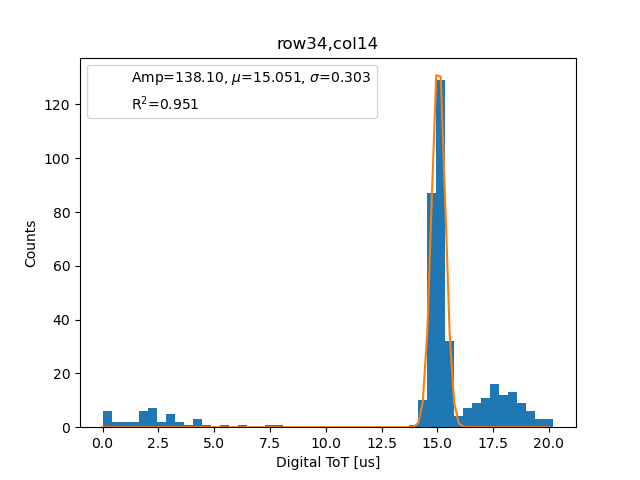 row34,col14
Amp=138.10, μ=15.051, σ=0.303
R²=0.951
120
100
80
60
40
20
0
Counts
0.0 2.5 5.0 7.5 10.0 12.5 15.0 17.5 20.0
Digital ToT [us]